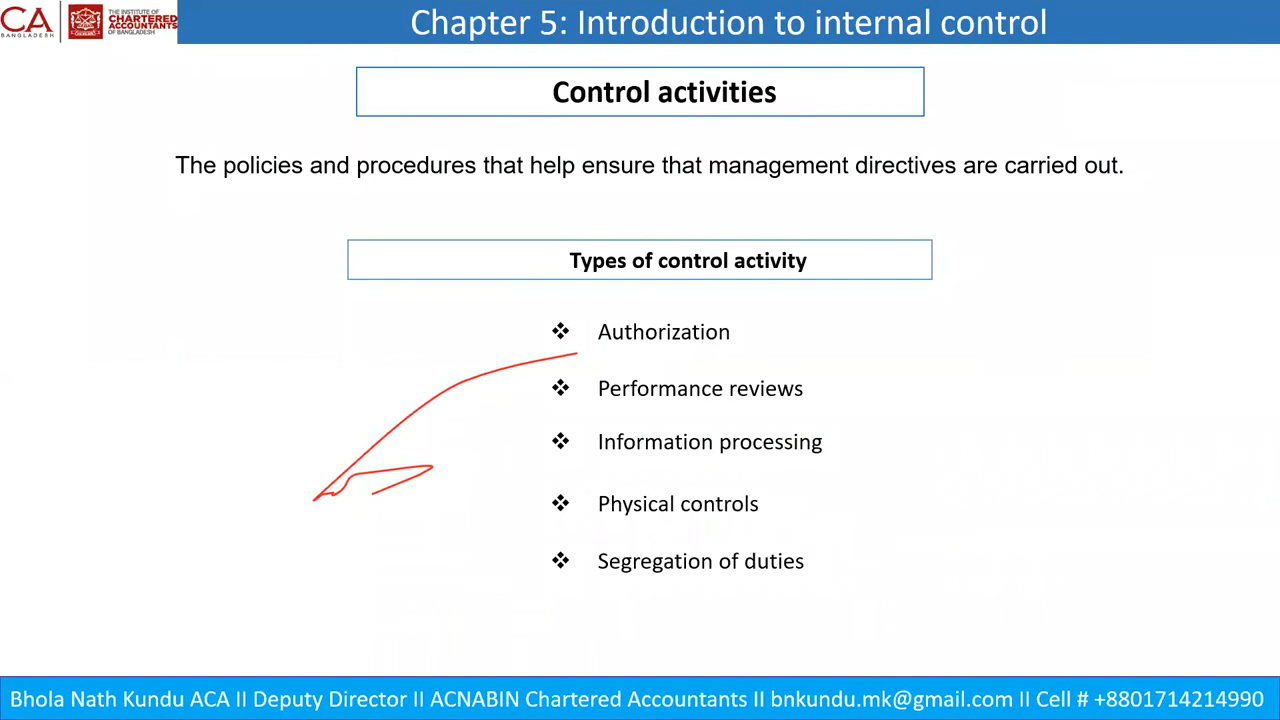 CA
BANGLADESH
THE INSTITUTE OF
CHARTERED
ACCOUNTANTS
OF BANGLADESH
Chapter 5: Introduction to internal control
Control activities
The policies and procedures that help ensure that management directives are carried out.
Types of control activity
❖ Authorization
❖ Performance reviews
❖ Information processing
❖ Physical controls
❖ Segregation of duties
Bhola Nath Kundu ACA II Deputy Director II ACNABIN Chartered Accountants II bnkundu.mk@gmail.com II Cell # +8801714214990